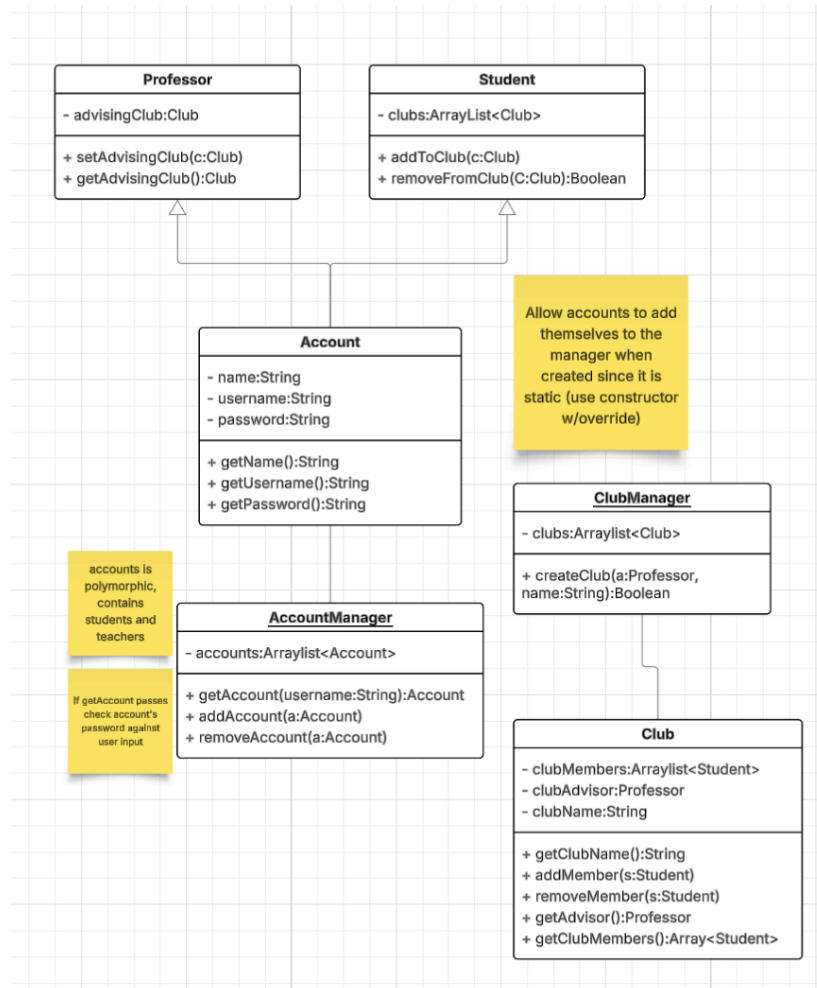 Professor
- advisingClub:Club
+ setAdvisingClub(c:Club)
+ getAdvisingClub():Club
Student
- clubs:ArrayList<Club>
+ addToClub(c:Club)
+ removeFromClub(C:Club):Boolean
Account
- name:String
- username:String
- password:String
+ getName():String
+ getUsername():String
+ getPassword():String
Allow accounts to add
themselves to the
manager when
created since it is
static (use constructor
w/override)
ClubManager
- clubs:Arraylist<Club>
+ createClub(a:Professor,
name:String):Boolean
accounts is
polymorphic,
contains
students and
teachers
AccountManager
- accounts:Arraylist<Account>
+ getAccount(username:String):Account
+ addAccount(a:Account)
+ removeAccount(a:Account)
If getAccount passes
check account's
password against
user input
Club
- clubMembers:Arraylist<Student>
- clubAdvisor:Professor
- clubName:String
+ getClubName():String
+ addMember(s:Student)
+ removeMember(s:Student)
+ getAdvisor():Professor
+ getClubMembers():Array<Student>